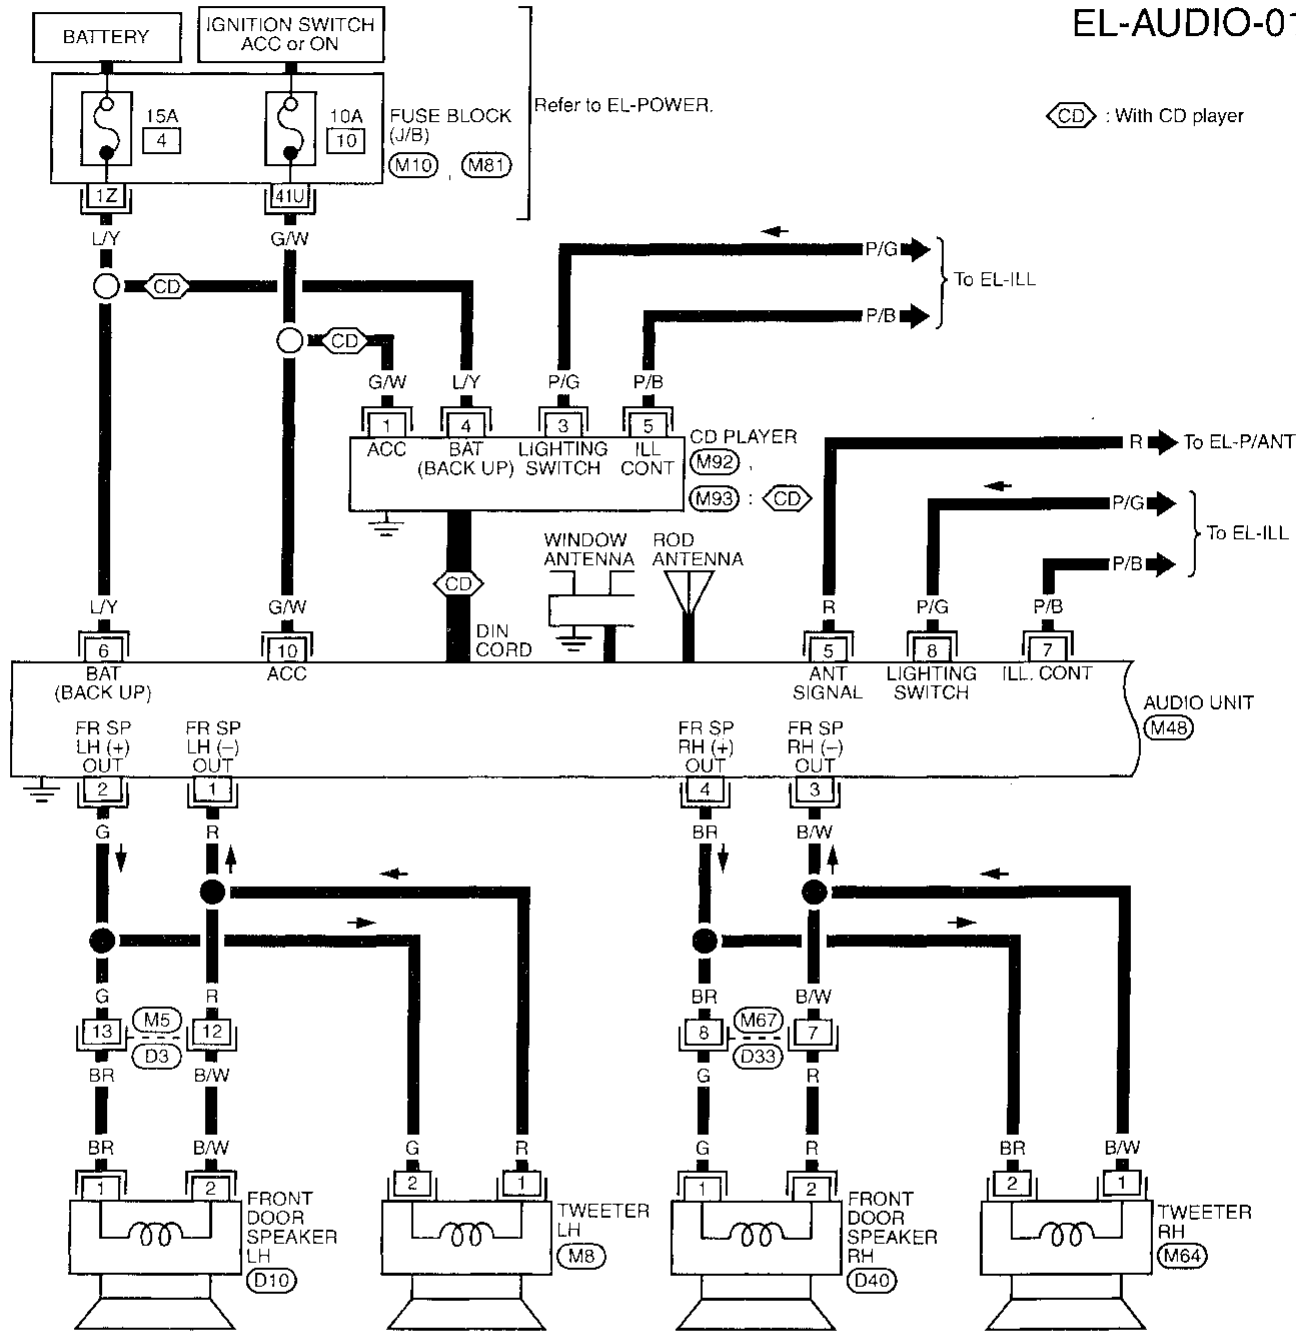 EL-AUDIO-01
BATTERY
IGNITION SWITCH
ACC or ON
15A
4
10A
10
FUSE BLOCK
(J/B)
M10 , M81
Refer to EL-POWER.
CD : With CD player
1Z
41U
L/Y
G/W
CD
CD
P/G
P/B
To EL-ILL
G/W
L/Y
P/G
P/B
1
4
3
5
ACC
BAT
(BACK UP)
LIGHTING
SWITCH
ILL
CONT
CD PLAYER
M92 ,
M93 : CD
R
To EL-P/ANT
P/G
P/B
To EL-ILL
WINDOW
ANTENNA
ROD
ANTENNA
CD
DIN
CORD
L/Y
G/W
R
P/G
P/B
6
10
5
8
7
BAT
(BACK UP)
ACC
ANT
SIGNAL
LIGHTING
SWITCH
ILL. CONT
AUDIO UNIT
M48
FR SP
LH (+)
OUT
FR SP
LH (–)
OUT
FR SP
RH (+)
OUT
FR SP
RH (–)
OUT
2
1
4
3
G
R
BR
B/W
G
R
BR
B/W
13
M5
D3
12
8
M67
D33
7
BR
B/W
G
R
BR
B/W
G
R
G
R
BR
B/W
1
2
2
1
1
2
2
1
FRONT
DOOR
SPEAKER
LH
D10
TWEETER
LH
M8
FRONT
DOOR
SPEAKER
RH
D40
TWEETER
RH
M64